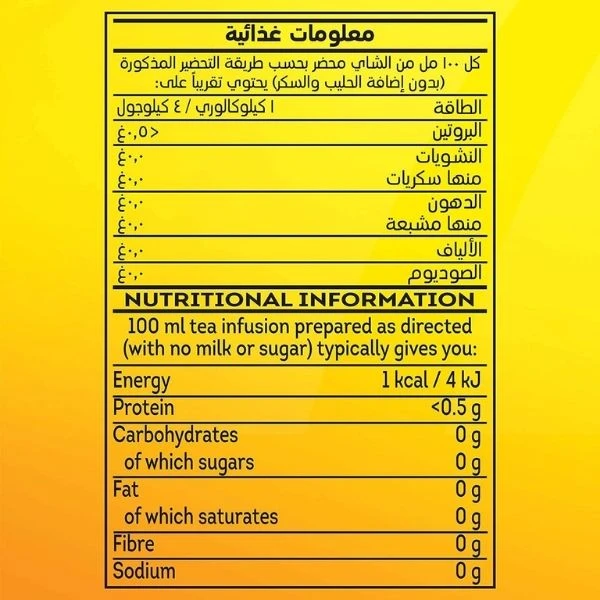 معلومات غذائية
كل ١٠٠ مل من الشاي محضر بحسب طريقة التحضير المذكورة
(بدون إضافة الحليب والسكر) يحتوي تقريباً على:
الطاقة ١ كيلوكالوري / ٤ كيلوجول
البروتين <٠,٥غ
النشويات ٠,٠غ
منها سكريات ٠,٠غ
الدهون ٠,٠غ
منها مشبعة ٠,٠غ
الألياف ٠,٠غ
الصوديوم ٠,٠غ
NUTRITIONAL INFORMATION
100 ml tea infusion prepared as directed
(with no milk or sugar) typically gives you:
Energy 1 kcal / 4 kJ
Protein <0.5 g
Carbohydrates 0 g
of which sugars 0 g
Fat 0 g
of which saturates 0 g
Fibre 0 g
Sodium 0 g